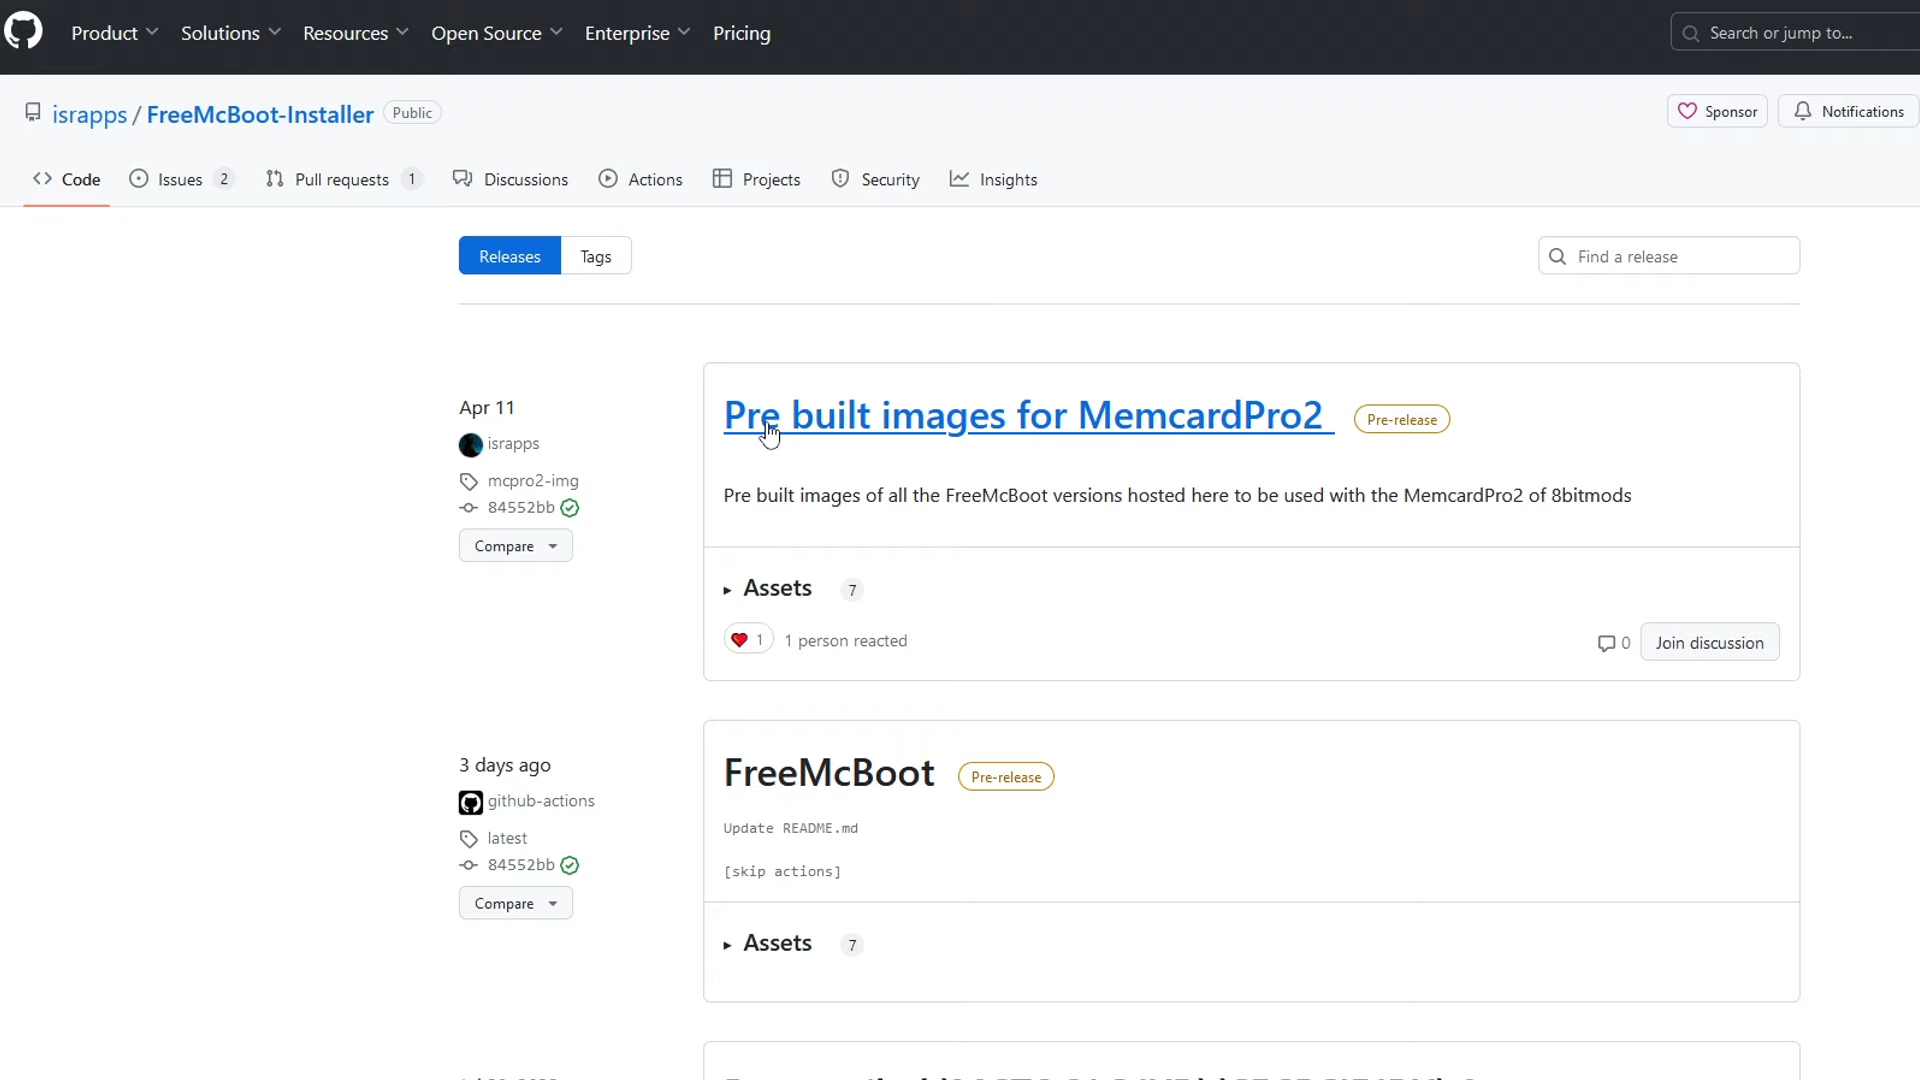 Product Solutions Resources Open Source Enterprise Pricing Search or jump to...
israpps / FreeMcBoot-Installer Public Sponsor Notifications
Code Issues 2 Pull requests 1 Discussions Actions Projects Security Insights
Releases Tags Find a release
Apr 11
israpps
mcpro2-img
84552bb
Compare
Pre built images for MemcardPro2 Pre-release
Pre built images of all the FreeMcBoot versions hosted here to be used with the MemcardPro2 of 8bitmods
Assets 7
1 1 person reacted 0 Join discussion
3 days ago
github-actions
latest
84552bb
Compare
FreeMcBoot Pre-release
Update README.md
[skip actions]
Assets 7